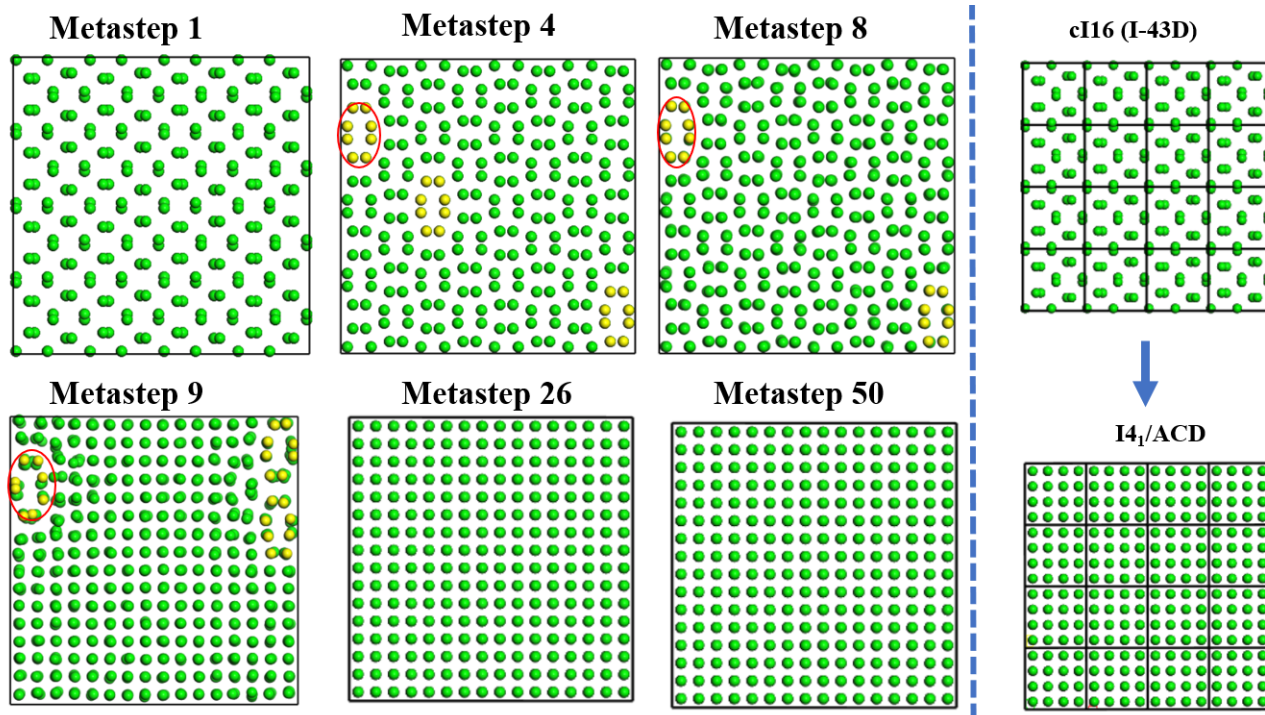 Metastep 1
Metastep 4
Metastep 8
cI16 (I-43D)
Metastep 9
Metastep 26
Metastep 50
I4₁/ACD